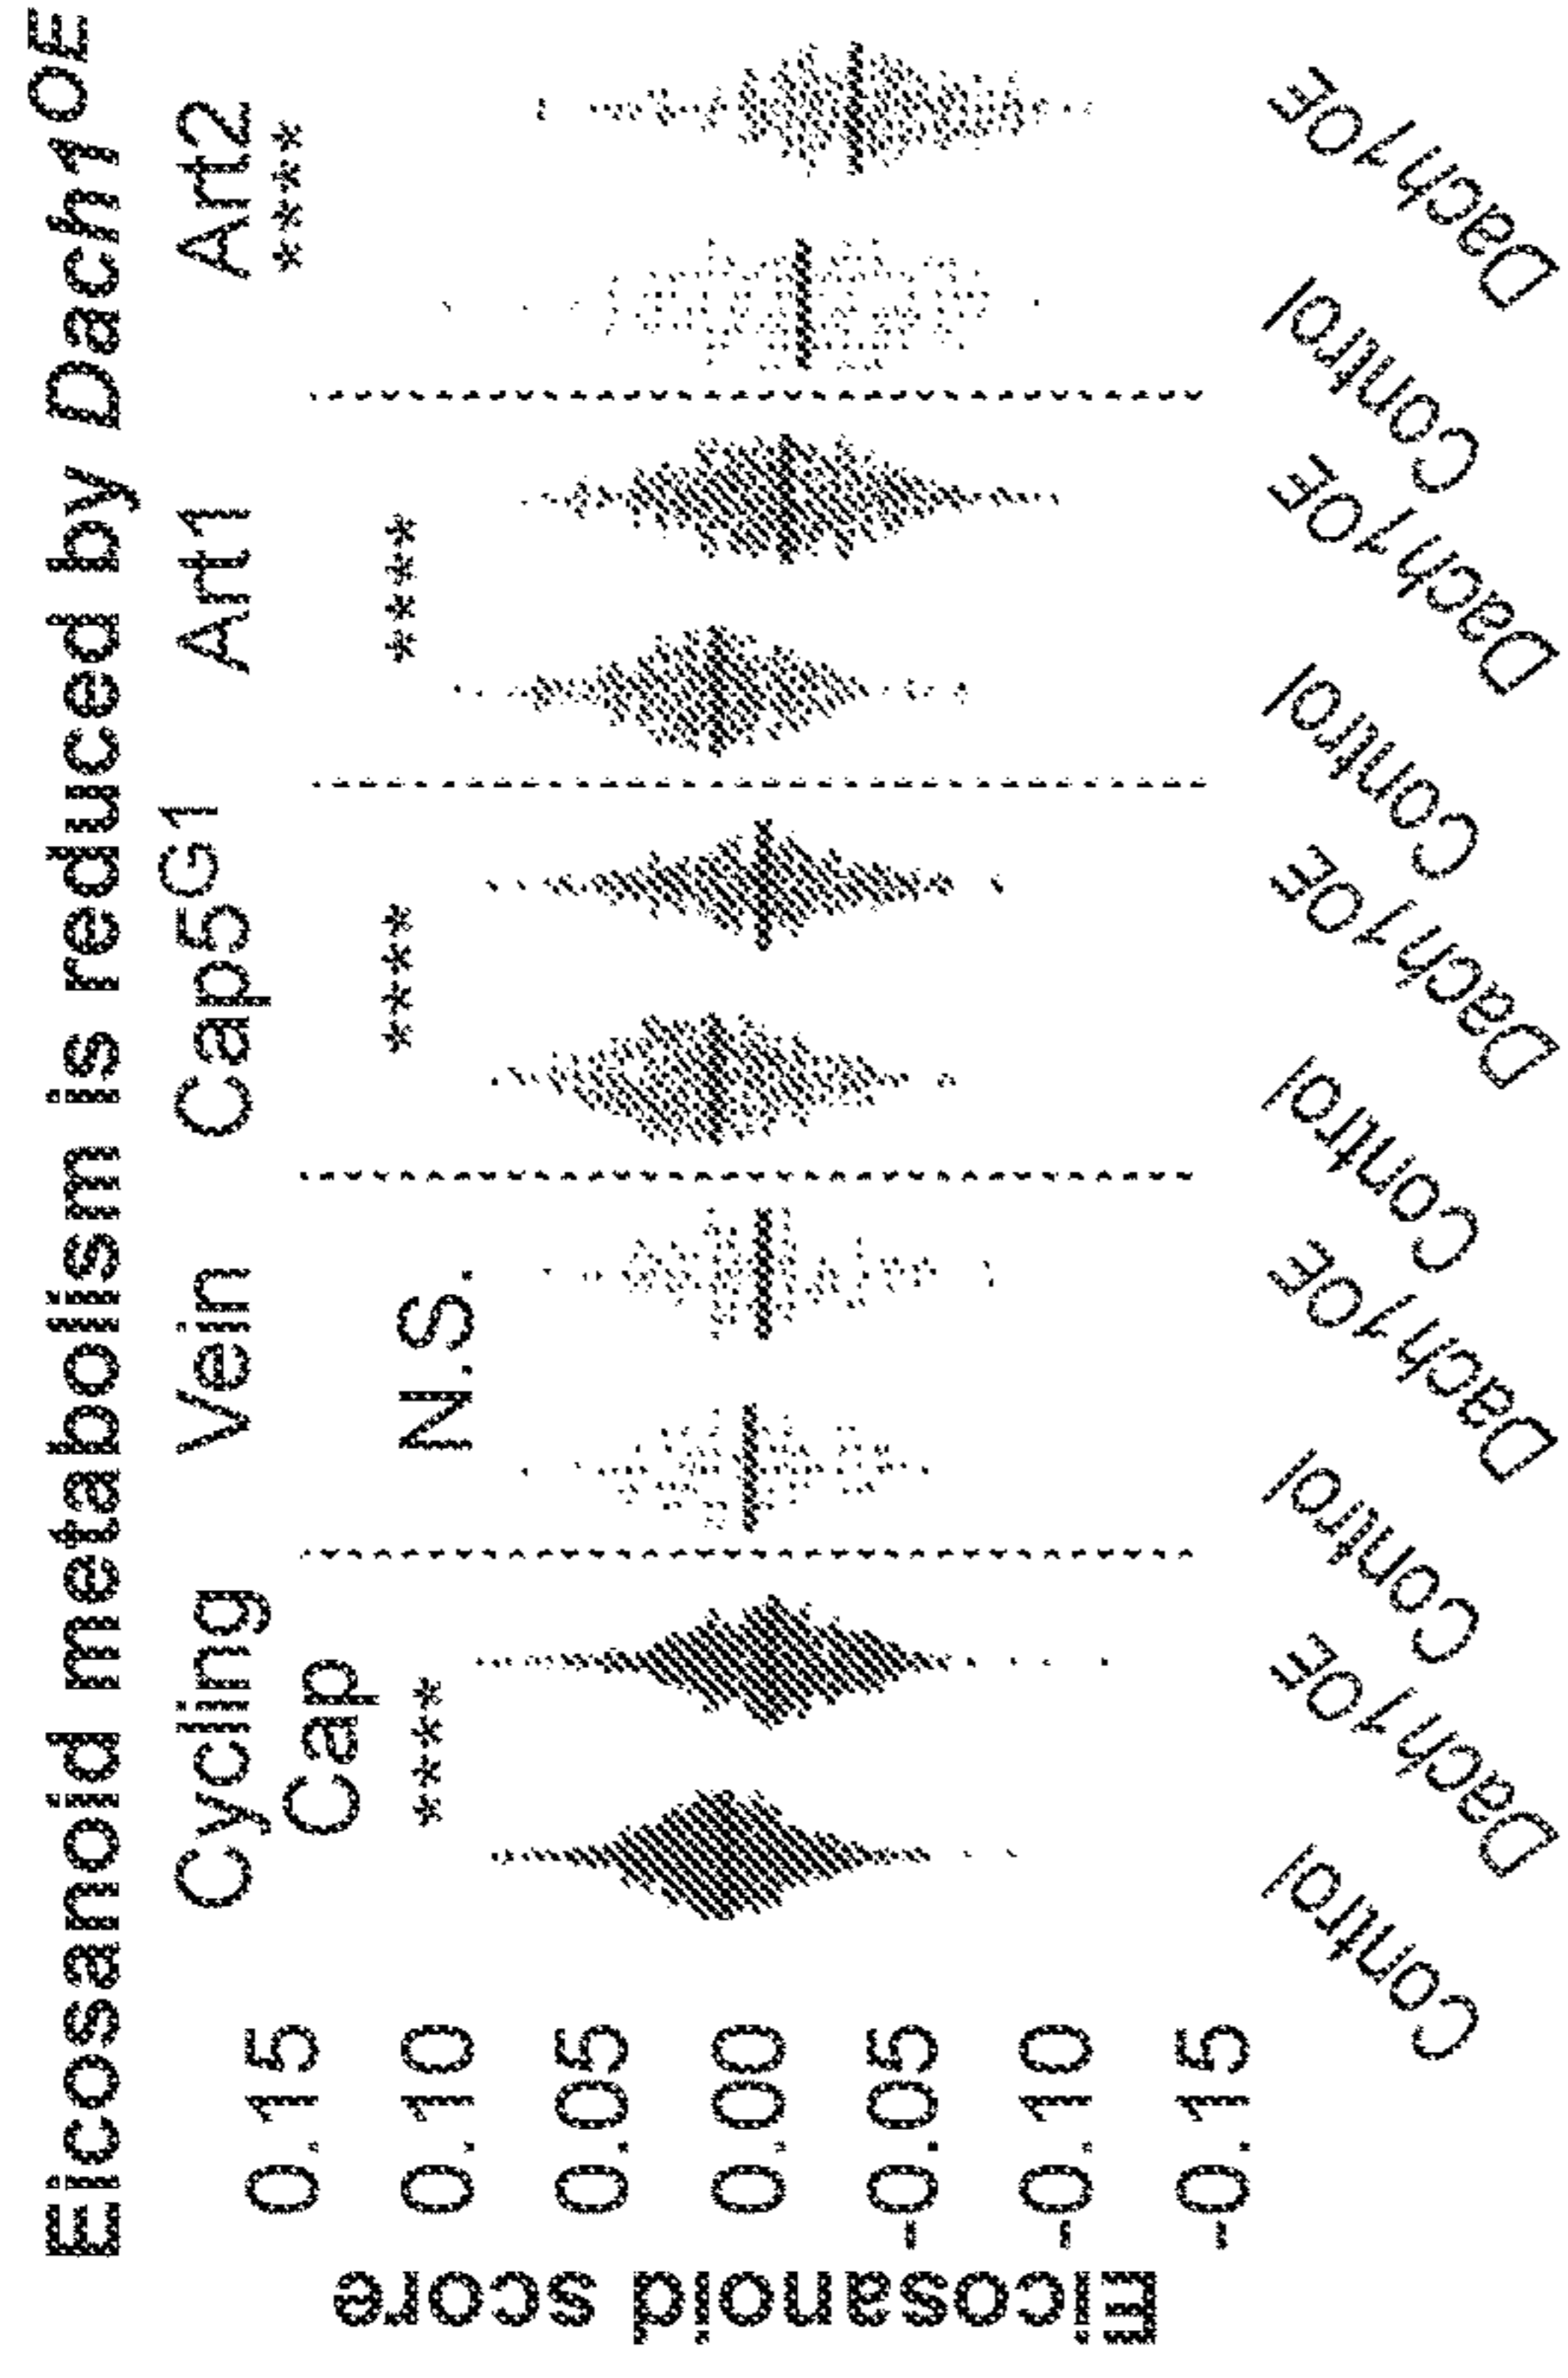 Eicosanoid metabolism is reduced by Dach1OE
Cycling Cap
Vein
Cap5G1
Art1
Art2
****
N.S.
****
****
****
Eicosanoid score
0.15
0.10
0.05
0.00
-0.05
-0.10
-0.15
Control
Dach1OE
Control
Dach1OE
Control
Dach1OE
Control
Dach1OE
Control
Dach1OE